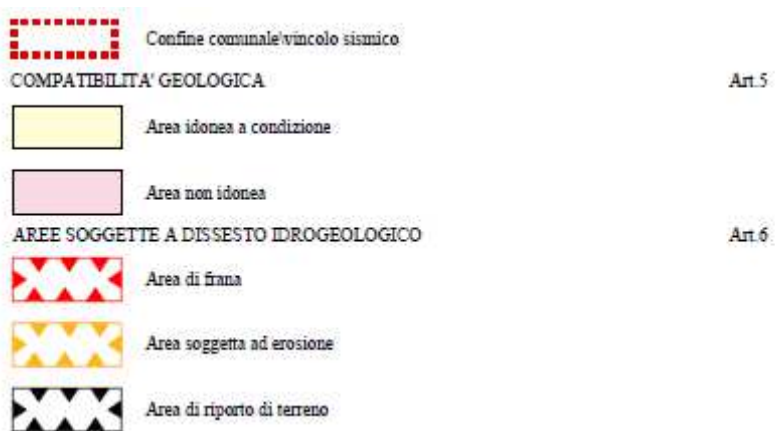 Confine comunale\vincolo sismico
COMPATIBILITA' GEOLOGICA Art.5
Area idonea a condizione
Area non idonea
AREE SOGGETTE A DISSESTO IDROGEOLOGICO Art.6
Area di frana
Area soggetta ad erosione
Area di riporto di terreno